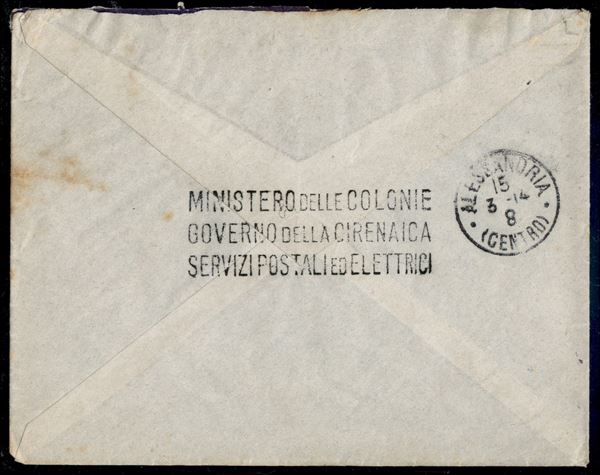 MINISTERO DELLE COLONIE
GOVERNO DELLA CIRENAICA
SERVIZI POSTALI ED ELETTRICI
ALESSANDRIA
15
3 -14
8
(CENTRO)